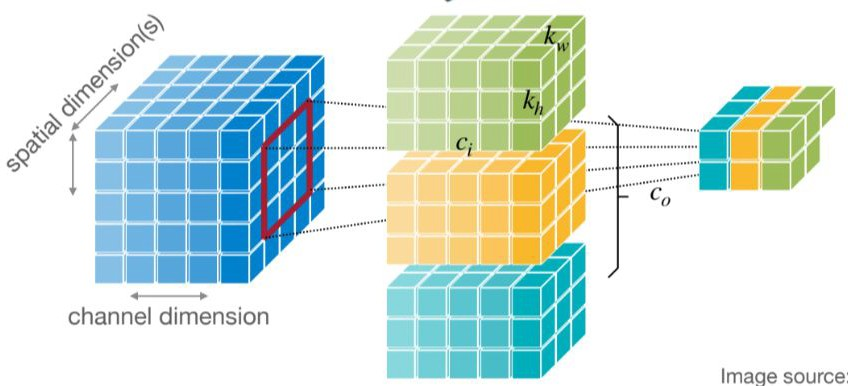 spatial dimension(s)
channel dimension
k_w
k_h
c_i
c_o
Image source: